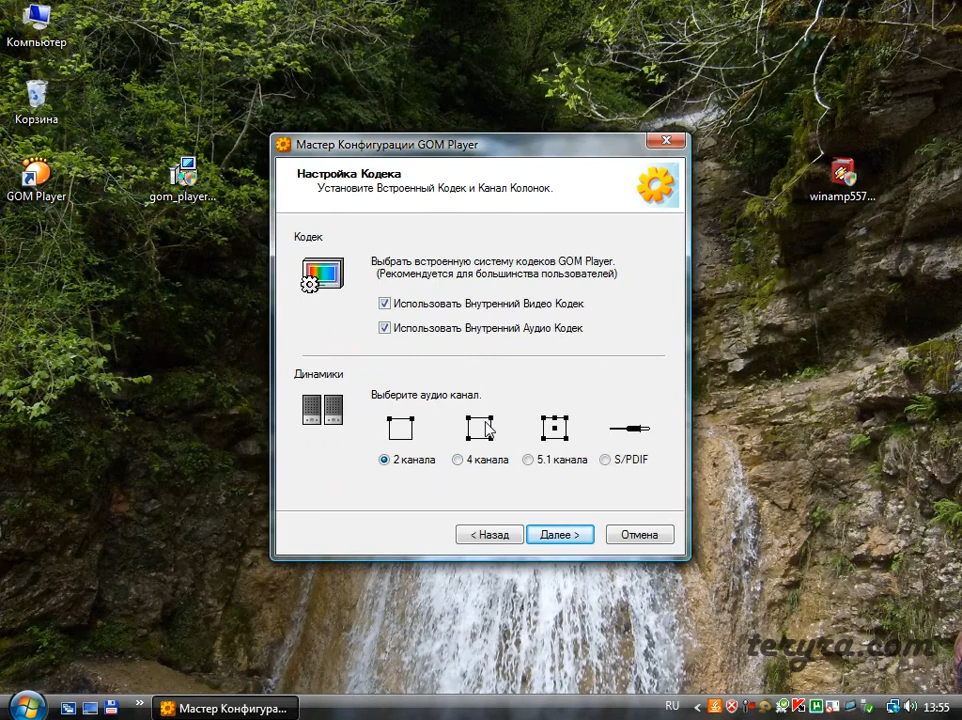 Компьютер
Корзина
GOM Player
gom_player...
winamp557...
Мастер Конфигурации GOM Player
Настройка Кодека
Установите Встроенный Кодек и Канал Колонок.
Кодек
Выбрать встроенную систему кодеков GOM Player.
(Рекомендуется для большинства пользователей)
Использовать Внутренний Видео Кодек
Использовать Внутренний Аудио Кодек
Динамики
Выберите аудио канал.
2 канала
4 канала
5.1 канала
S/PDIF
< Назад
Далее >
Отмена
teryra.com
Мастер Конфигура...
RU
13:55